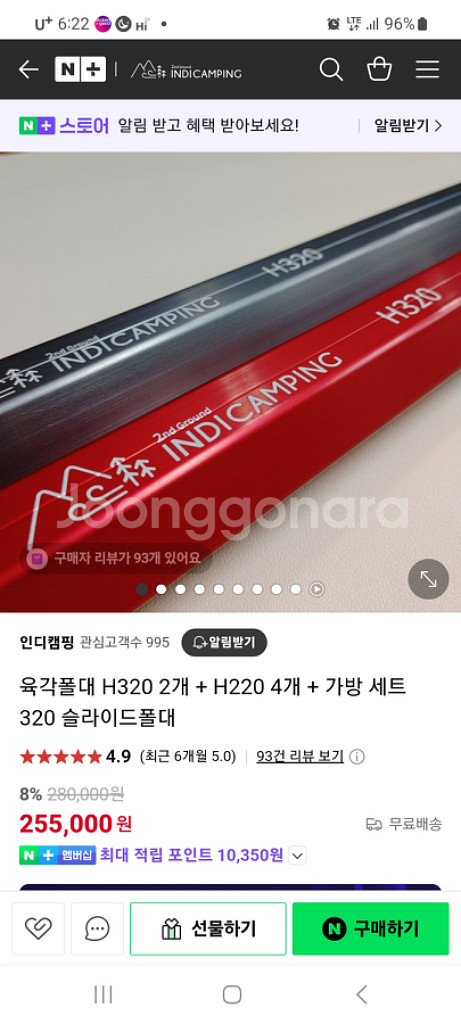 U+ 6:22 Hi LTE 96%
N+ | 2nd Ground INDICAMPING
N+ 스토어 알림 받고 혜택 받아보세요! 알림받기 >
H320
2nd Ground
INDICAMPING
H320
2nd Ground
INDICAMPING
Joonggonara
구매자 리뷰가 93개 있어요
인디캠핑 관심고객수 995 알림받기
육각폴대 H320 2개 + H220 4개 + 가방 세트
320 슬라이드폴대
★★★★★ 4.9 (최근 6개월 5.0) 93건 리뷰 보기
8% 280,000원
255,000원 무료배송
N+ 멤버십 최대 적립 포인트 10,350원
선물하기 N 구매하기